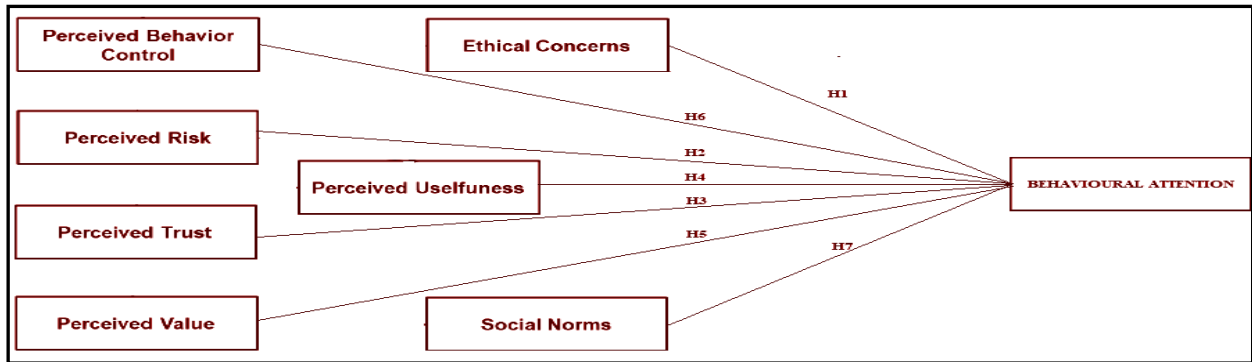 Perceived Behavior
Control
Ethical Concerns
H1
H6
Perceived Risk
H2
Perceived Uselfuness
H4
BEHAVIOURAL ATTENTION
H3
Perceived Trust
H5
H7
Perceived Value
Social Norms